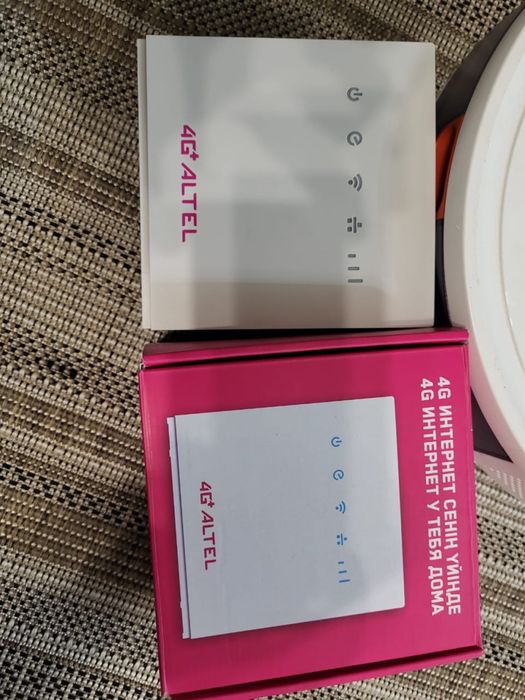 4G+ ALTEL
4G ИНТЕРНЕТ СЕНІҢ ҮЙІҢДЕ
4G ИНТЕРНЕТ У ТЕБЯ ДОМА
4G+ ALTEL